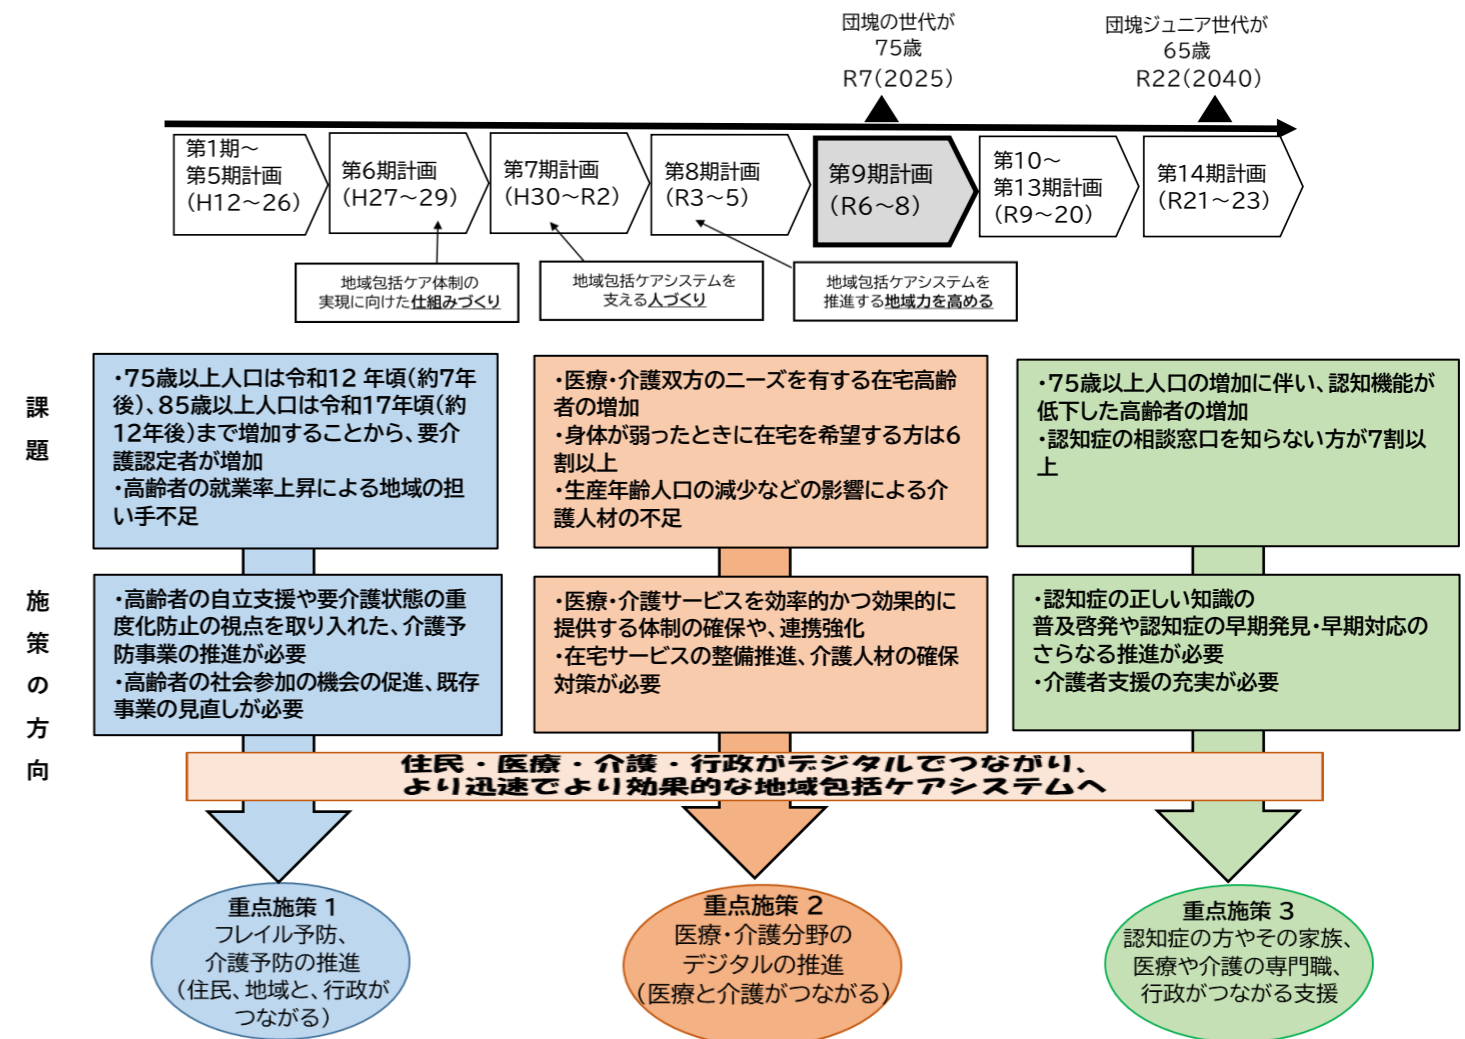 団塊の世代が
75歳
R7(2025)
団塊ジュニア世代が
65歳
R22(2040)
第1期～
第5期計画
(H12～26)
第6期計画
(H27～29)
第7期計画
(H30～R2)
第8期計画
(R3～5)
第9期計画
(R6～8)
第10～
第13期計画
(R9～20)
第14期計画
(R21～23)
地域包括ケア体制の
実現に向けた仕組みづくり
地域包括ケアシステムを
支える人づくり
地域包括ケアシステムを
推進する地域力を高める
課題
・75歳以上人口は令和12 年頃(約7年
後)、85歳以上人口は令和17年頃(約
12年後)まで増加することから、要介
護認定者が増加
・高齢者の就業率上昇による地域の担
い手不足
・医療・介護双方のニーズを有する在宅高齢
者の増加
・身体が弱ったときに在宅を希望する方は6
割以上
・生産年齢人口の減少などの影響による介
護人材の不足
・75歳以上人口の増加に伴い、認知機能が
低下した高齢者の増加
・認知症の相談窓口を知らない方が7割以
上
施策の方向
・高齢者の自立支援や要介護状態の重
度化防止の視点を取り入れた、介護予
防事業の推進が必要
・高齢者の社会参加の機会の促進、既存
事業の見直しが必要
・医療・介護サービスを効率的かつ効果的に
提供する体制の確保や、連携強化
・在宅サービスの整備推進、介護人材の確保
対策が必要
・認知症の正しい知識の
普及啓発や認知症の早期発見・早期対応の
さらなる推進が必要
・介護者支援の充実が必要
住民・医療・介護・行政がデジタルでつながり、
より迅速でより効果的な地域包括ケアシステムへ
重点施策 1
フレイル予防、
介護予防の推進
(住民、地域と、行政が
つながる)
重点施策 2
医療・介護分野の
デジタルの推進
(医療と介護がつながる)
重点施策 3
認知症の方やその家族、
医療や介護の専門職、
行政がつながる支援